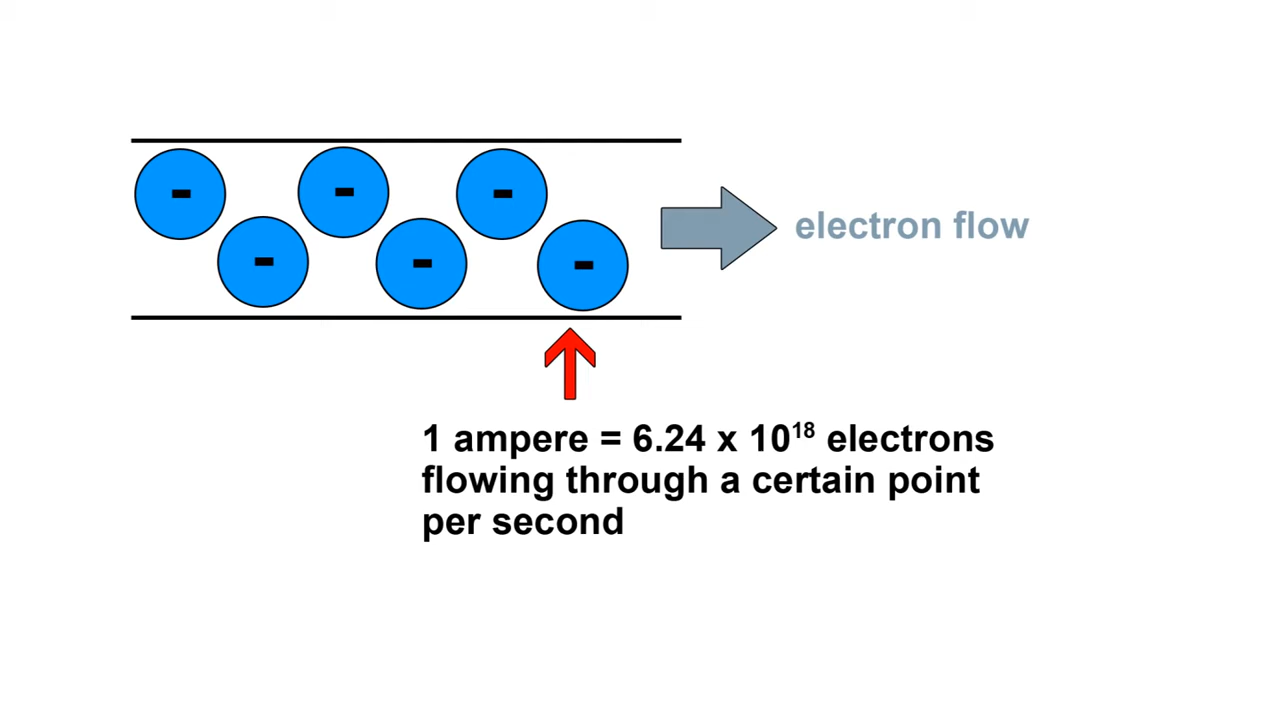 - - -
- - -
electron flow
1 ampere = 6.24 x 10¹⁸ electrons
flowing through a certain point
per second